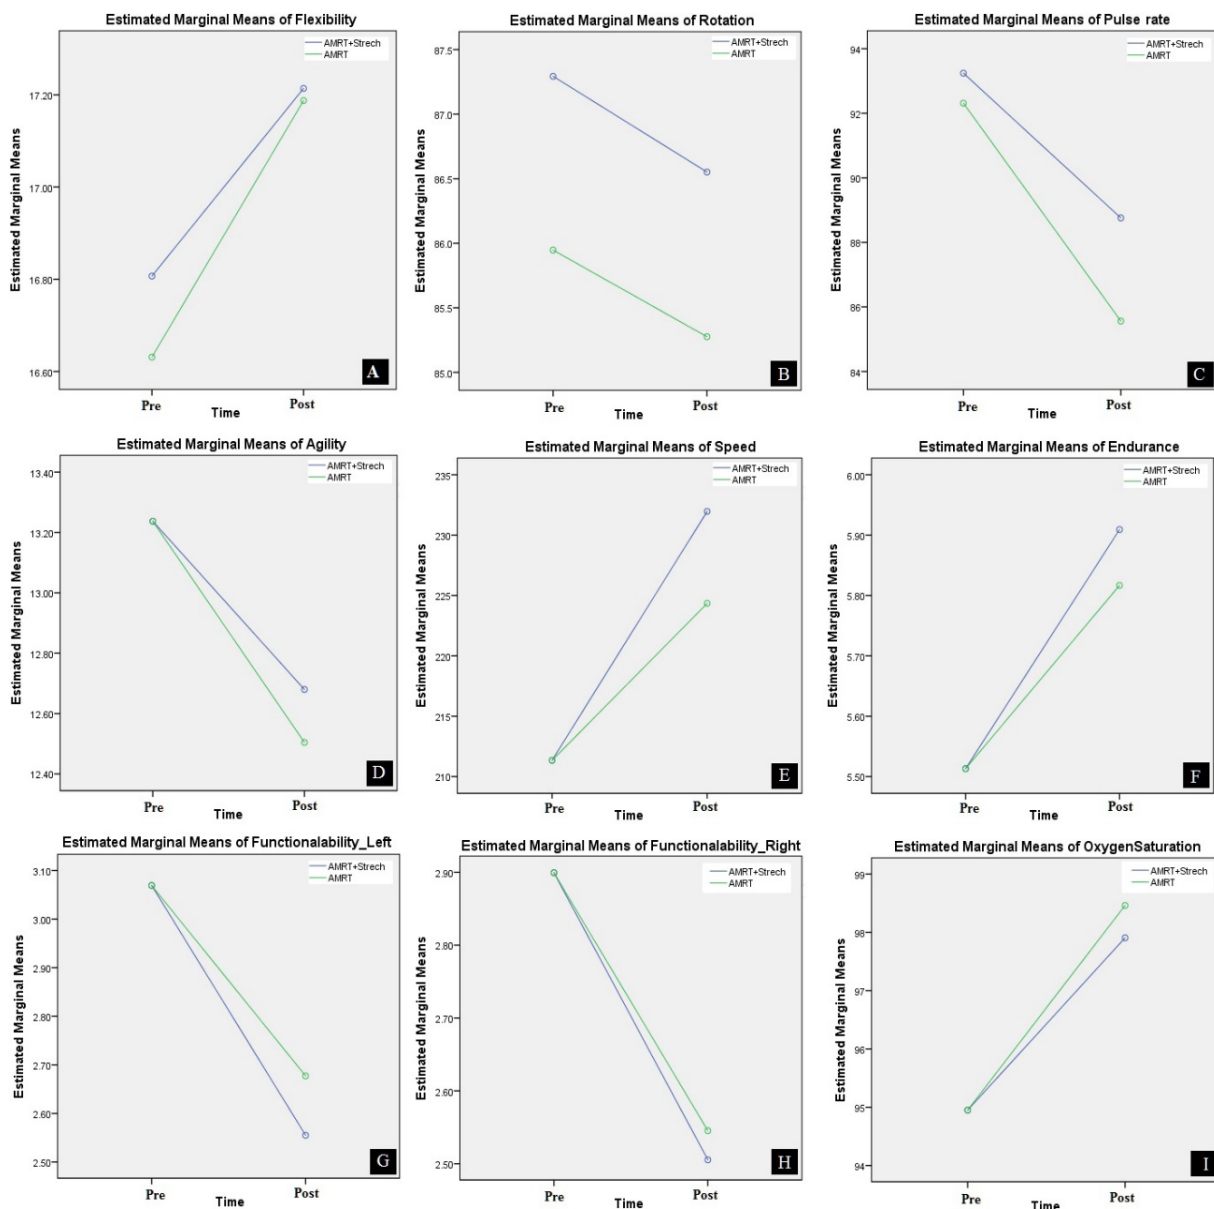 Estimated Marginal Means of Flexibility
AMRT+Strech
AMRT
Estimated Marginal Means
17.20
17.00
16.80
16.60
Pre
Post
Time
A
Estimated Marginal Means of Rotation
AMRT+Strech
AMRT
Estimated Marginal Means
87.5
87.0
86.5
86.0
85.5
85.0
Pre
Post
Time
B
Estimated Marginal Means of Pulse rate
AMRT+Strech
AMRT
Estimated Marginal Means
94
92
90
88
86
84
Pre
Post
Time
C
Estimated Marginal Means of Agility
AMRT+Strech
AMRT
Estimated Marginal Means
13.40
13.20
13.00
12.80
12.60
12.40
Pre
Post
Time
D
Estimated Marginal Means of Speed
AMRT+Strech
AMRT
Estimated Marginal Means
235
230
225
220
215
210
Pre
Post
Time
E
Estimated Marginal Means of Endurance
AMRT+Strech
AMRT
Estimated Marginal Means
6.00
5.90
5.80
5.70
5.60
5.50
Pre
Post
Time
F
Estimated Marginal Means of Functionalability_Left
AMRT+Strech
AMRT
Estimated Marginal Means
3.10
3.00
2.90
2.80
2.70
2.60
2.50
Pre
Post
Time
G
Estimated Marginal Means of Functionalability_Right
AMRT+Strech
AMRT
Estimated Marginal Means
2.90
2.80
2.70
2.60
2.50
Pre
Post
Time
H
Estimated Marginal Means of OxygenSaturation
AMRT+Strech
AMRT
Estimated Marginal Means
99
98
97
96
95
94
Pre
Post
Time
I